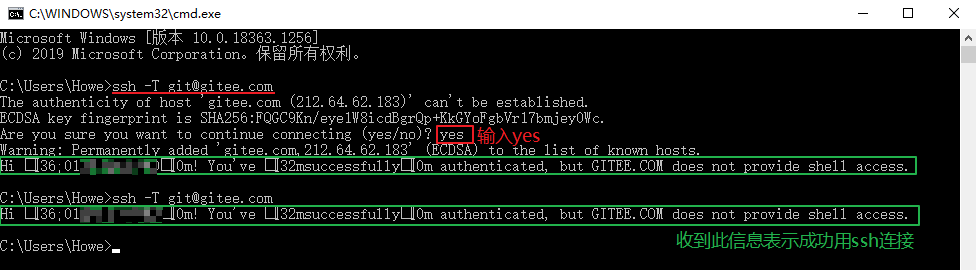 C:\WINDOWS\system32\cmd.exe
Microsoft Windows [版本 10.0.18363.1256]
(c) 2019 Microsoft Corporation。保留所有权利。
C:\Users\Howe>ssh -T git@gitee.com
The authenticity of host 'gitee.com (212.64.62.183)' can't be established.
ECDSA key fingerprint is SHA256:FQGC9Kn/eye1W8icdBgrQp+KkGYoFgbVr17bmjey0Wc.
Are you sure you want to continue connecting (yes/no)? yes 输入yes
Warning: Permanently added 'gitee.com,212.64.62.183' (ECDSA) to the list of known hosts.
Hi [36;01 [0m! You've [32msuccessfully[0m authenticated, but GITEE.COM does not provide shell access.
C:\Users\Howe>ssh -T git@gitee.com
Hi [36;01 [0m! You've [32msuccessfully[0m authenticated, but GITEE.COM does not provide shell access.
收到此信息表示成功用ssh连接
C:\Users\Howe>